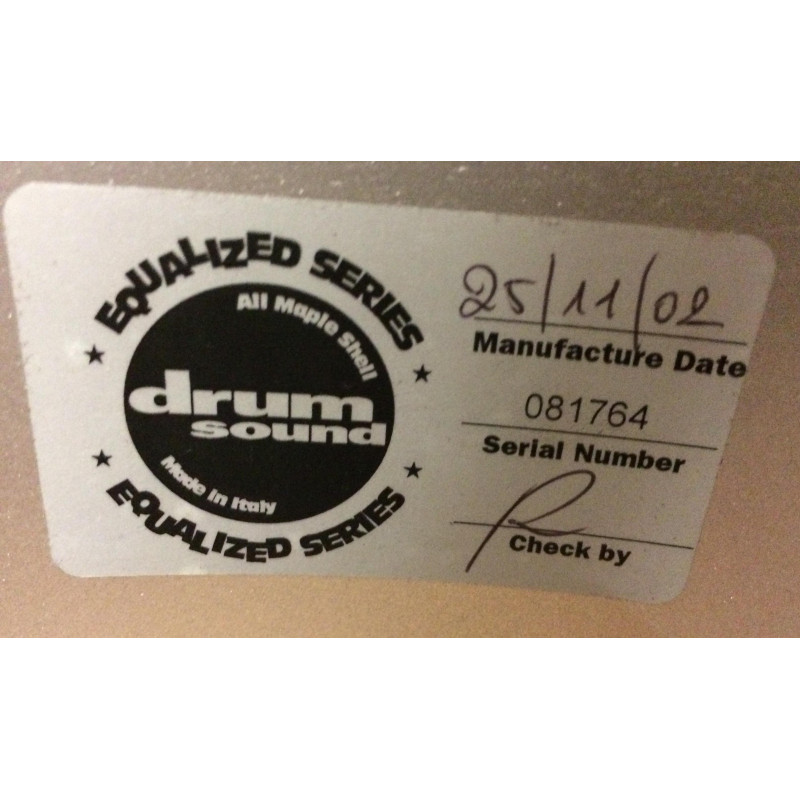 EQUALIZED SERIES
All Maple Shell
drum
sound
Made in Italy
EQUALIZED SERIES
25/11/02
Manufacture Date
081764
Serial Number
Check by